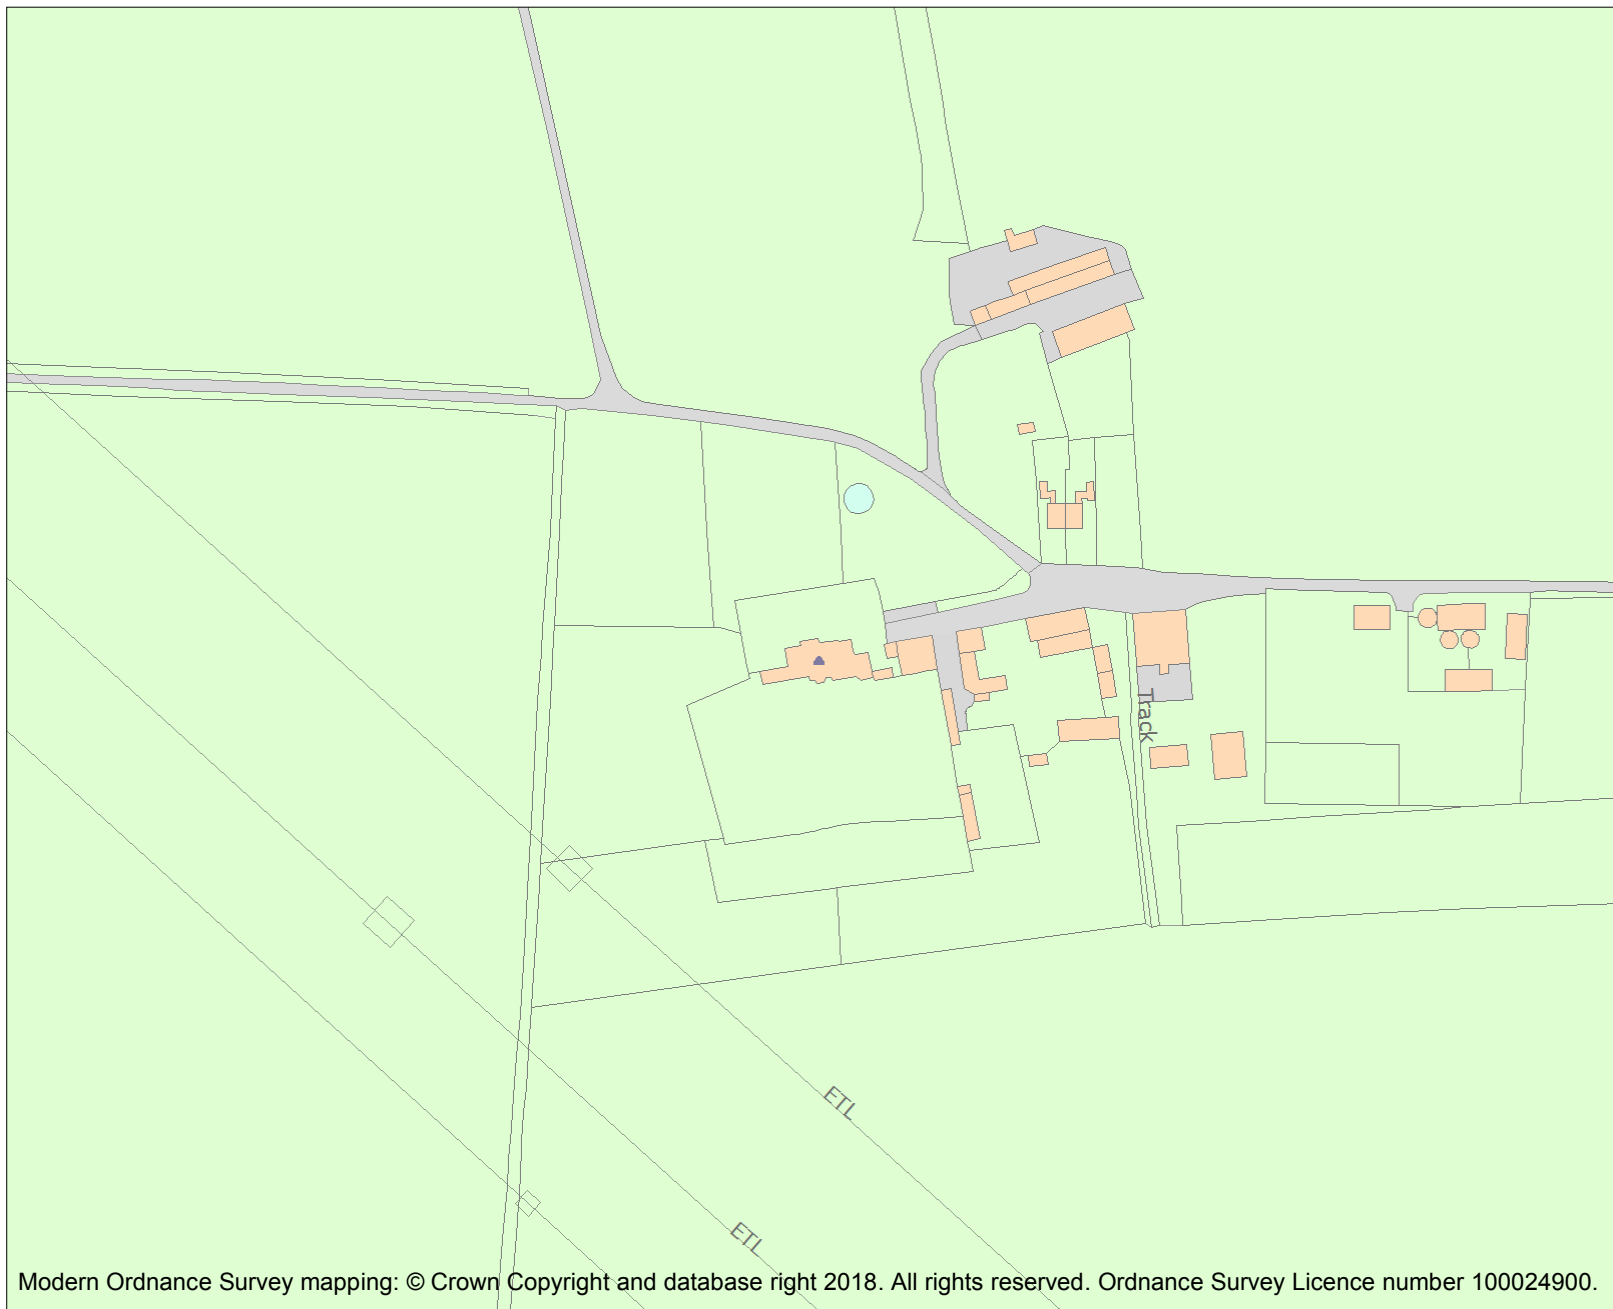 Track
ETL
ETL
Modern Ordnance Survey mapping: © Crown Copyright and database right 2018. All rights reserved. Ordnance Survey Licence number 100024900.